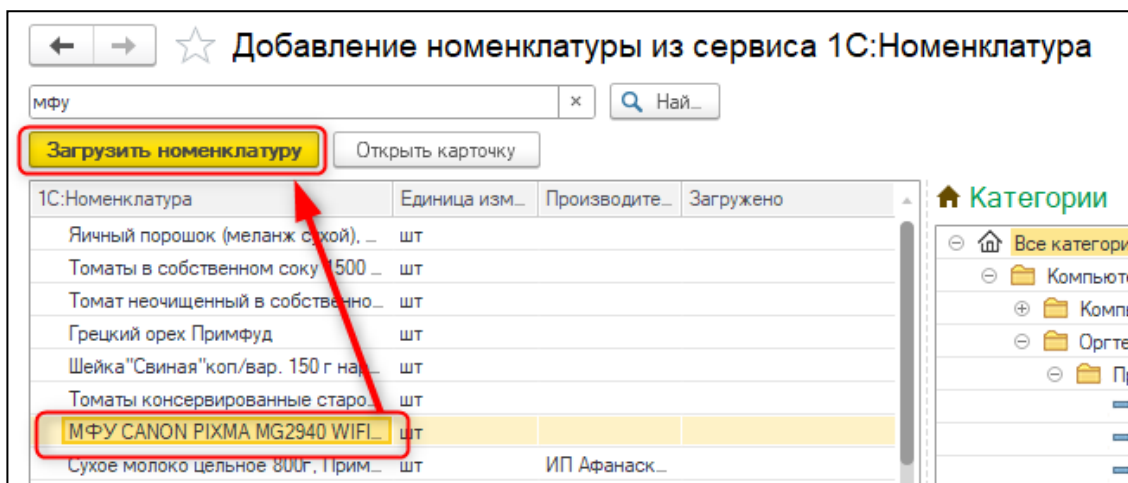 Добавление номенклатуры из сервиса 1С:Номенклатура
мфу × Най...
Загрузить номенклатуру Открыть карточку
1С:Номенклатура Единица изм... Производите... Загружено
Категории
Яичный порошок (меланж сухой), ... шт
Все категори
Томаты в собственном соку 1500 ... шт
Компьюте
Томат неочищенный в собственно... шт
Комп
Грецкий орех Примфуд шт
Оргте
Шейка"Свиная"коп/вар. 150 г нар... шт
Томаты консервированные старо... шт
МФУ CANON PIXMA MG2940 WIFI... шт
Сухое молоко цельное 800г, Прим... шт ИП Афанаск...